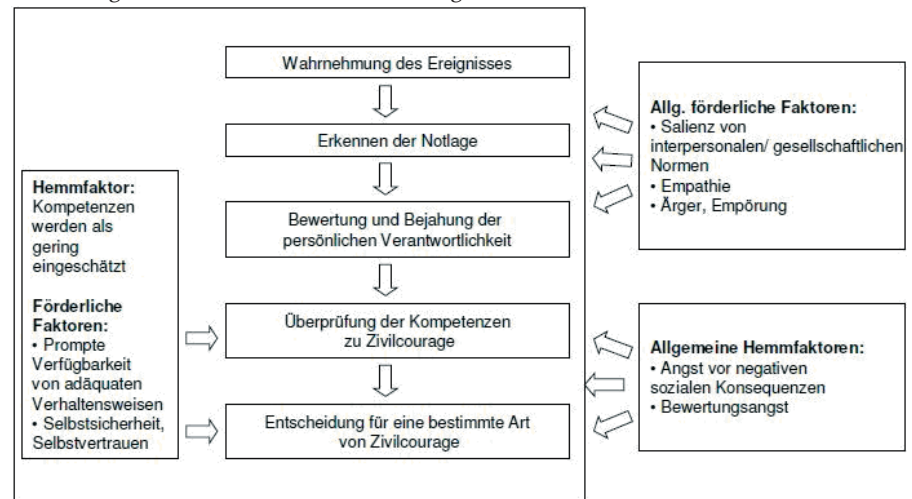 Wahrnehmung des Ereignisses
Erkennen der Notlage
Bewertung und Bejahung der
persönlichen Verantwortlichkeit
Überprüfung der Kompetenzen
zu Zivilcourage
Entscheidung für eine bestimmte Art
von Zivilcourage
Hemmfaktor:
Kompetenzen
werden als
gering
eingeschätzt
Förderliche
Faktoren:
• Prompte
Verfügbarkeit
von adäquaten
Verhaltensweisen
• Selbstsicherheit,
Selbstvertrauen
Allg. förderliche Faktoren:
• Salienz von
interpersonalen/ gesellschaftlichen
Normen
• Empathie
• Ärger, Empörung
Allgemeine Hemmfaktoren:
• Angst vor negativen
sozialen Konsequenzen
• Bewertungsangst